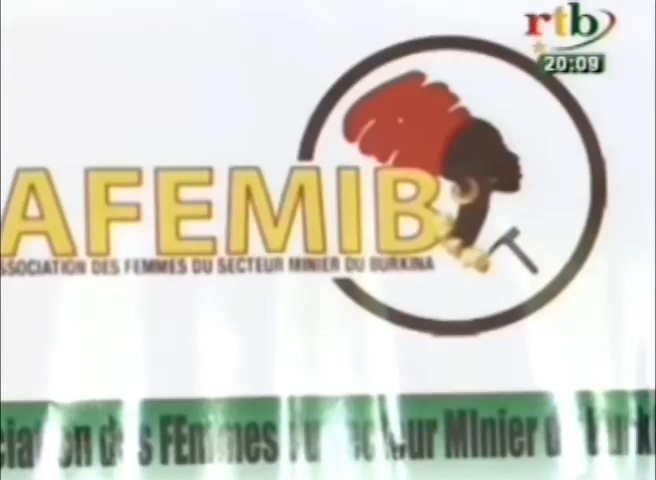 rtb
20:09
AFEMIB
SSOCIATION DES FEMMES DU SECTEUR MINIER DU BURKINA
FEmmes
MInier